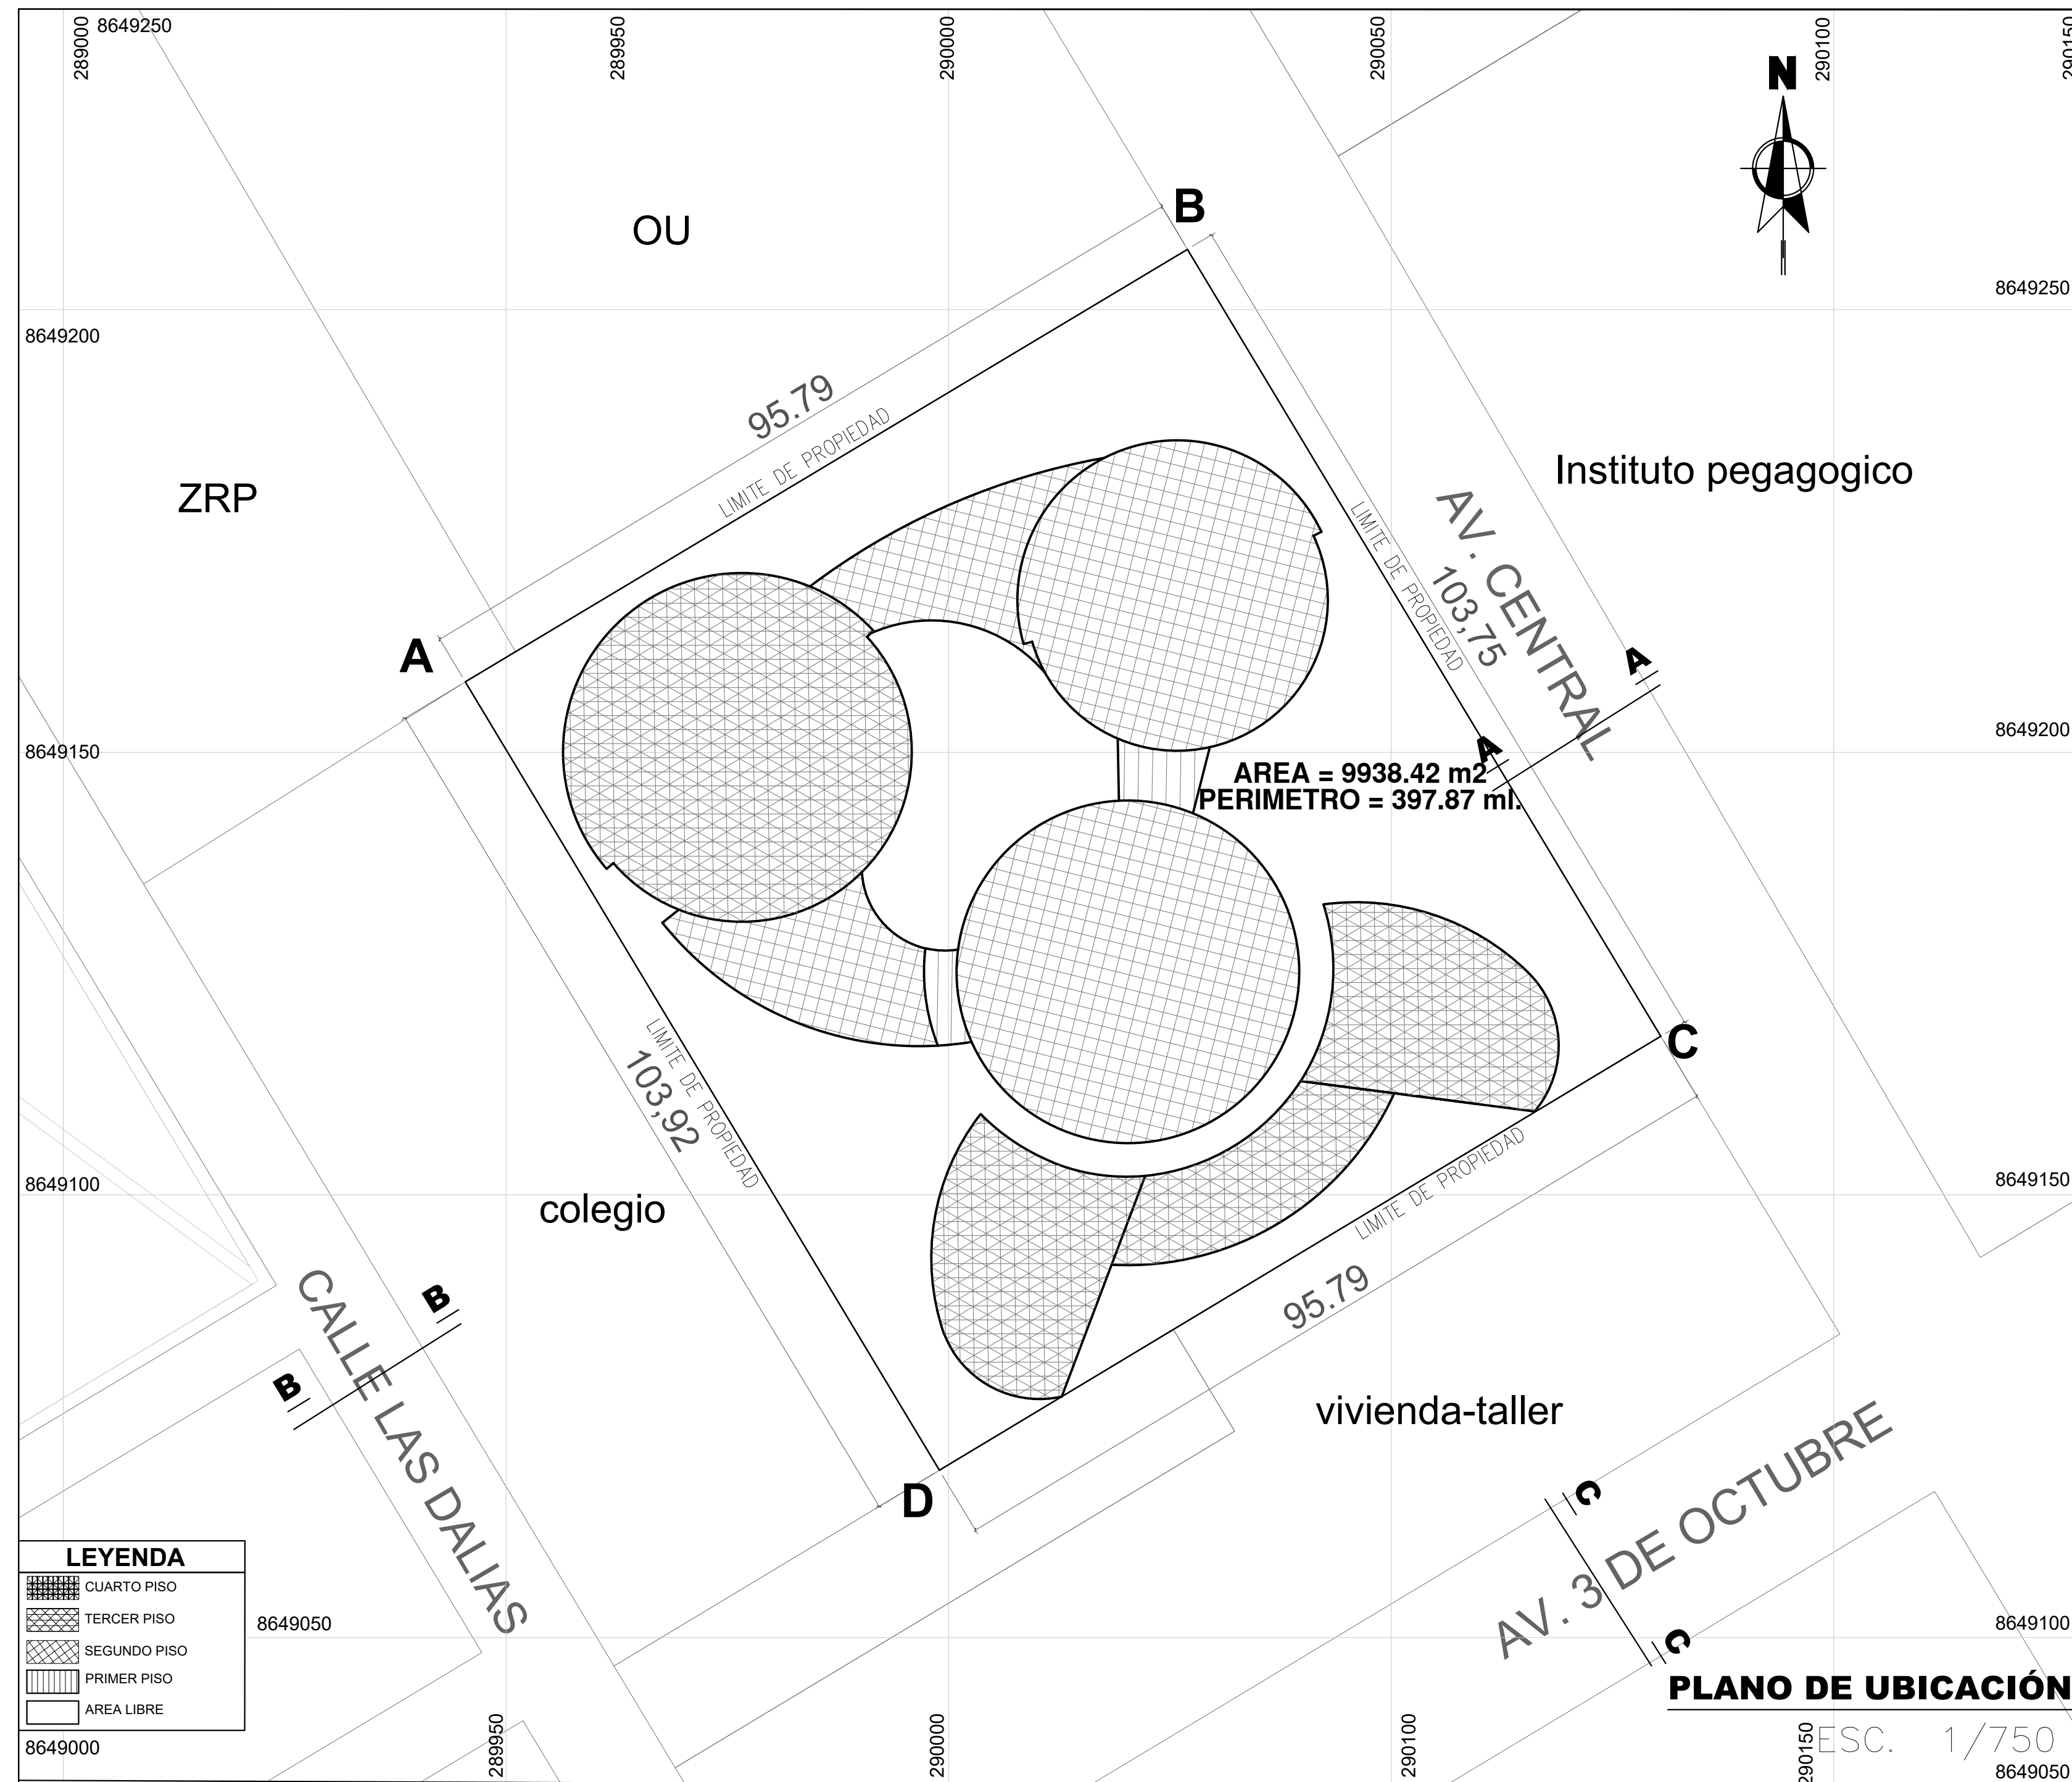 289000
8649250
289950
290000
290050
290100
290150
N
B
OU
8649250
8649200
95.79
LIMITE DE PROPIEDAD
ZRP
Instituto pegagogico
AV. CENTRAL
LIMITE DE PROPIEDAD
103,75
A
A
A
8649150
8649200
AREA = 9938.42 m2
PERIMETRO = 397.87 ml.
C
LIMITE DE PROPIEDAD
103,92
LIMITE DE PROPIEDAD
8649100
8649150
colegio
95.79
B
B
CALLE LAS DALIAS
vivienda-taller
D
C
AV. 3 DE OCTUBRE
C
LEYENDA
CUARTO PISO
TERCER PISO
SEGUNDO PISO
PRIMER PISO
AREA LIBRE
8649050
8649100
PLANO DE UBICACIÓN
ESC. 1/750
8649000
289950
290000
290100
290150
8649050